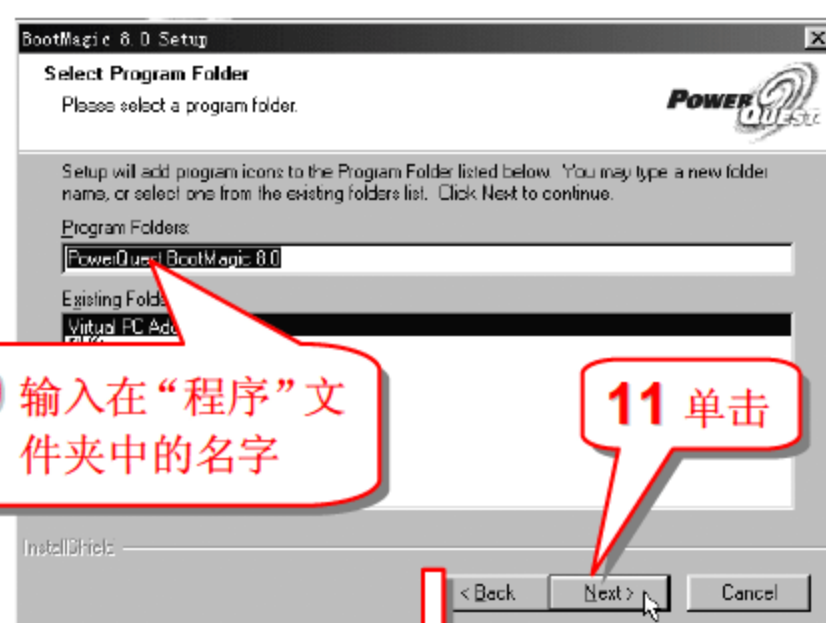 BootMagic 8.0 Setup
Select Program Folder
Please select a program folder.
POWER
QUEST
Setup will add program icons to the Program Folder listed below. You may type a new folder
name, or select one from the existing folders list. Click Next to continue.
Program Folders:
PowerQuest BootMagic 8.0
Existing Folde
Virtual PC Add
输入在“程序”文
件夹中的名字
11 单击
InstallShield
< Back
Next >
Cancel